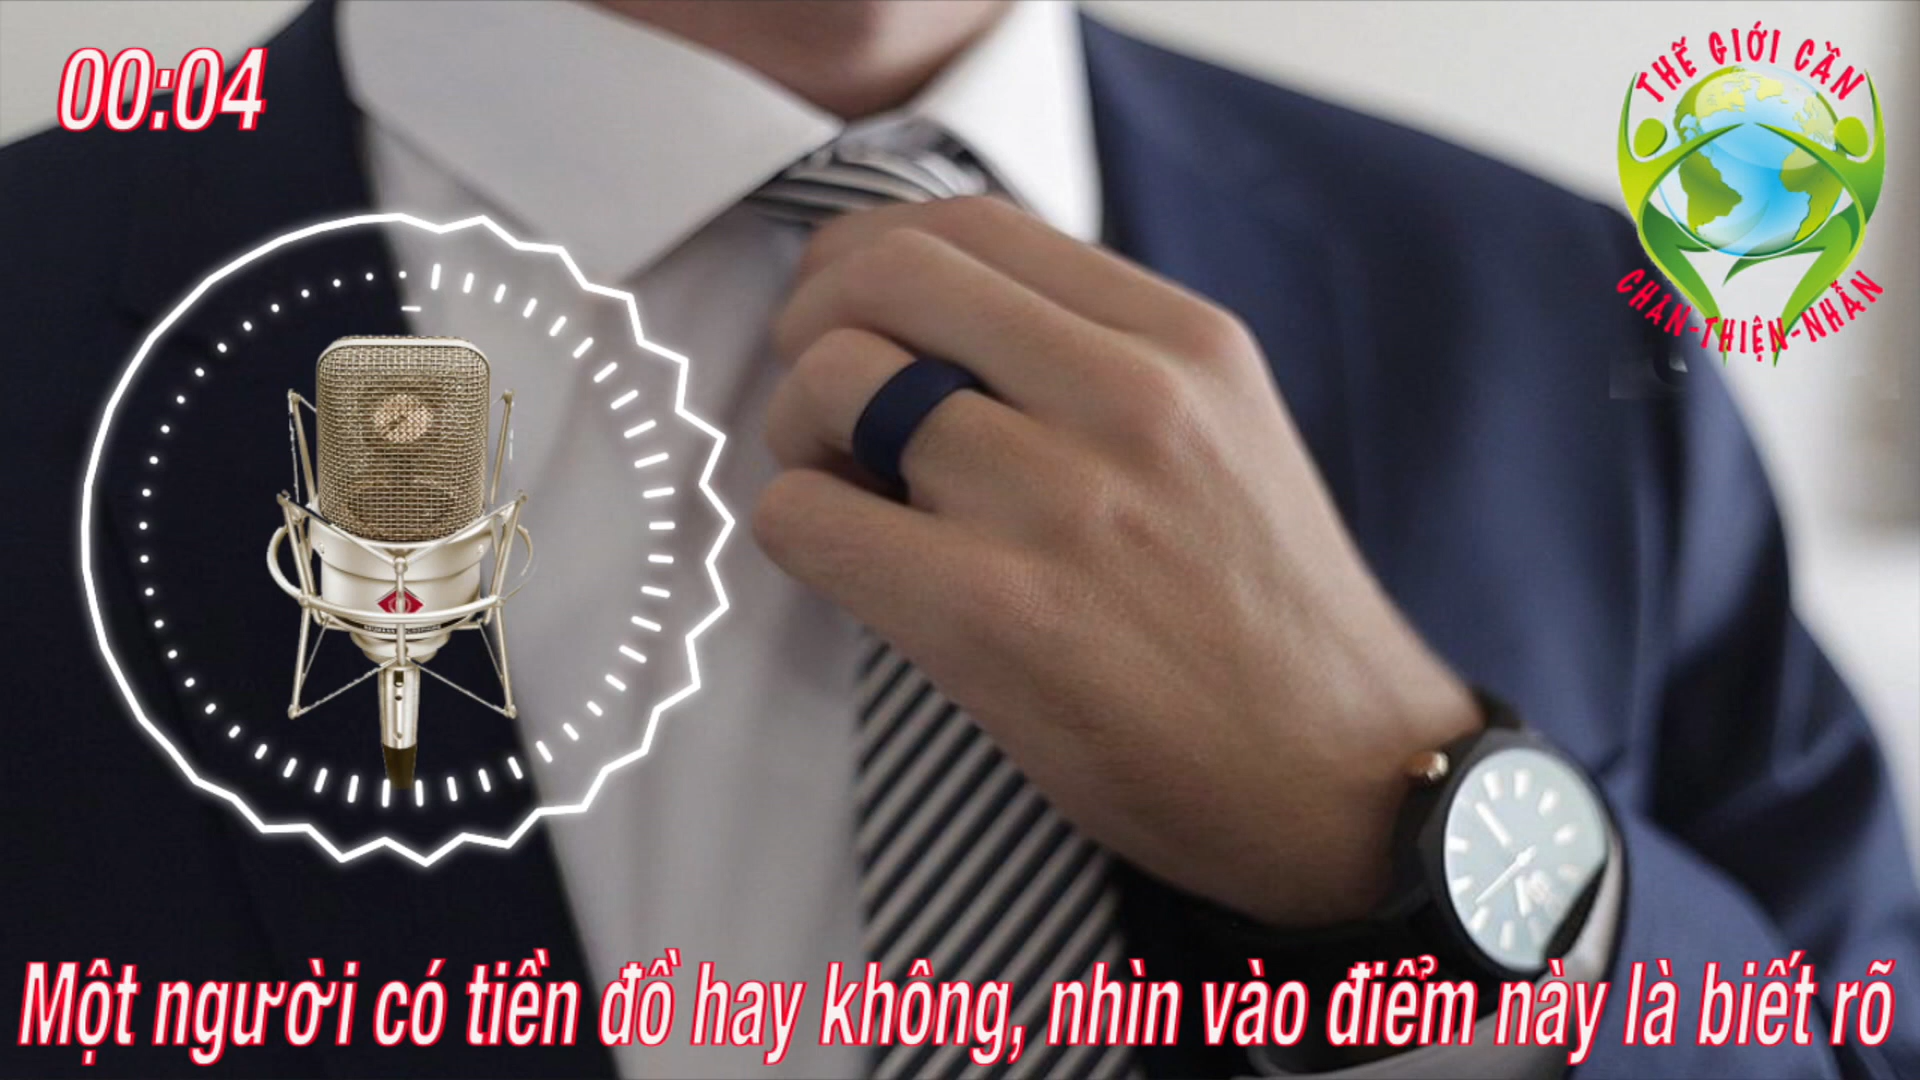 00:04
THẾ GIỚI CẦN
CHÂN-THIỆN-NHẪN
Một người có tiền đồ hay không, nhìn vào điểm này là biết rõ